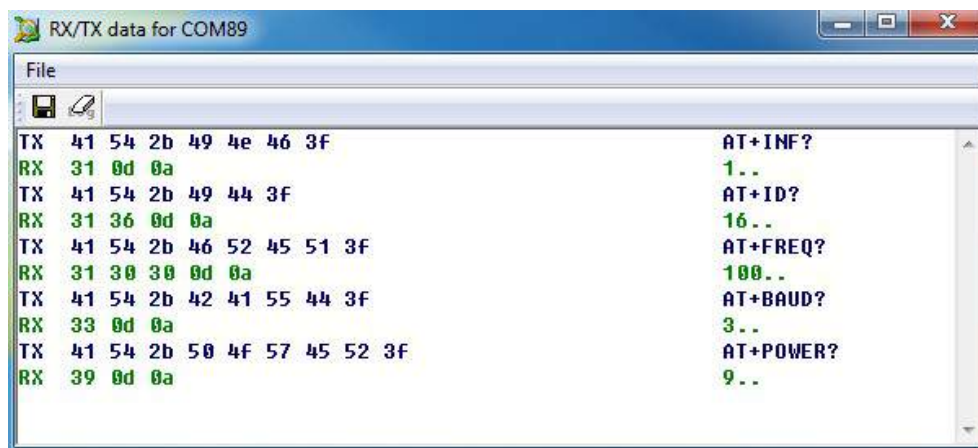 RX/TX data for COM89
File
TX 41 54 2b 49 4e 46 3f AT+INF?
RX 31 0d 0a 1..
TX 41 54 2b 49 44 3f AT+ID?
RX 31 36 0d 0a 16..
TX 41 54 2b 46 52 45 51 3f AT+FREQ?
RX 31 30 30 0d 0a 100..
TX 41 54 2b 42 41 55 44 3f AT+BAUD?
RX 33 0d 0a 3..
TX 41 54 2b 50 4f 57 45 52 3f AT+POWER?
RX 39 0d 0a 9..